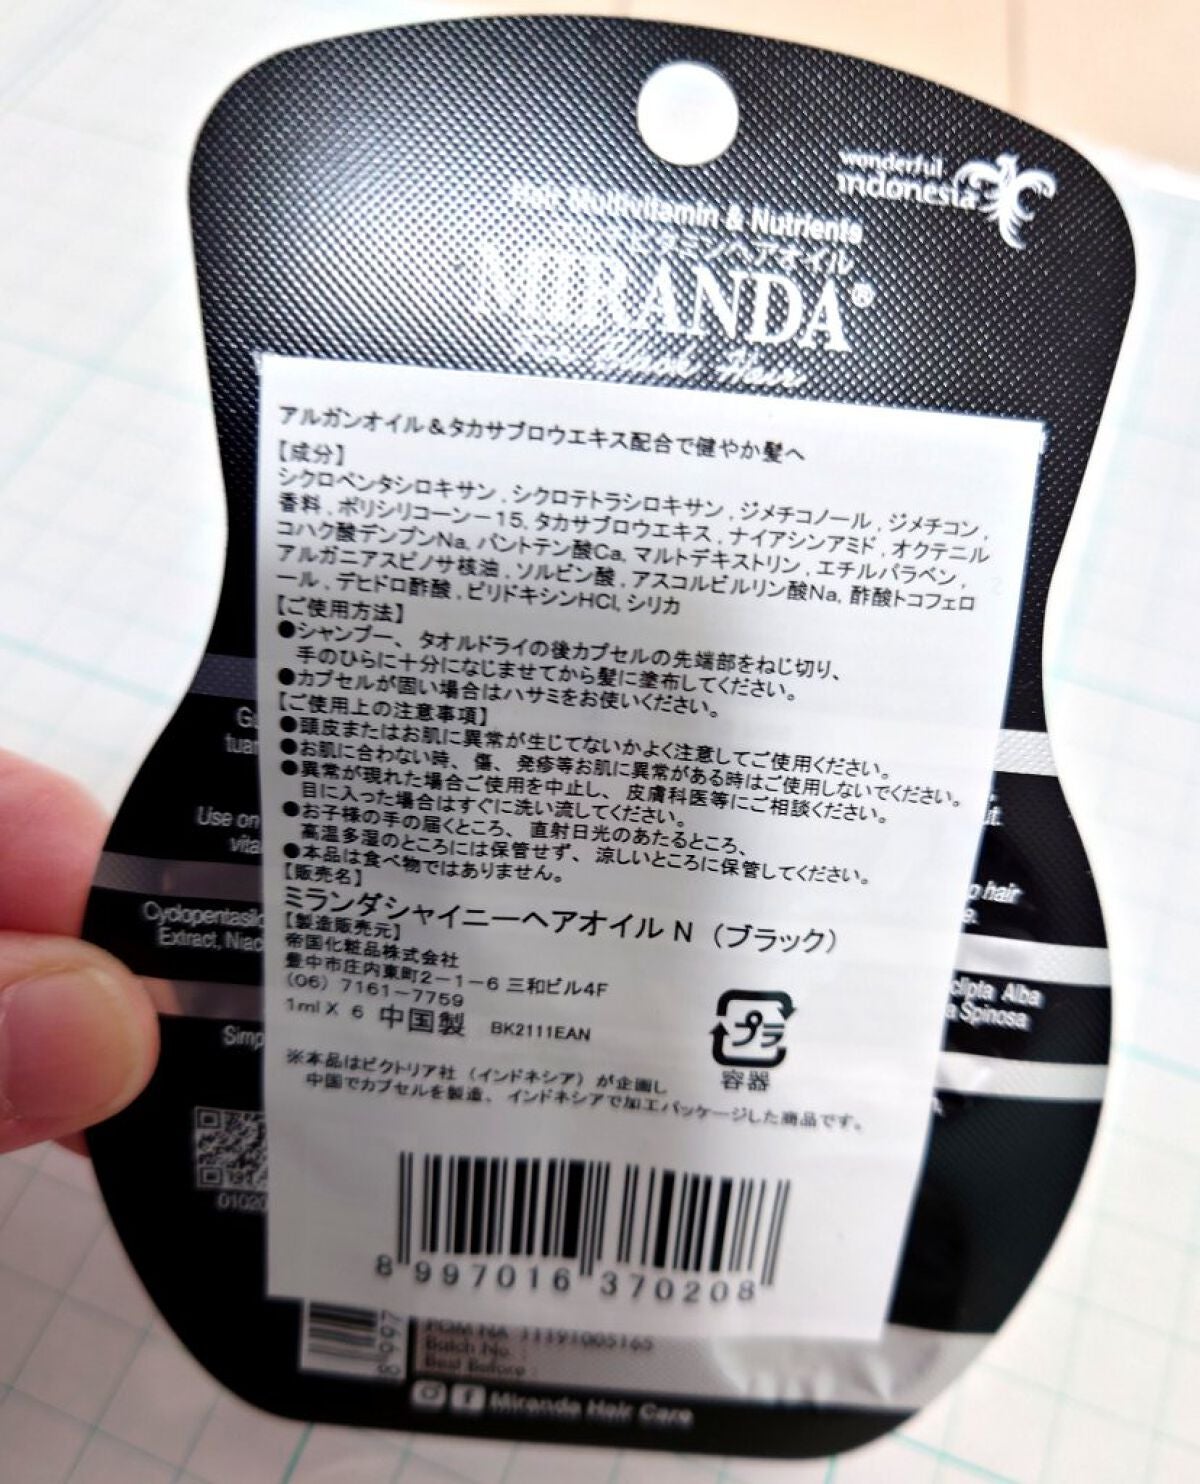 wonderful
indonesia
Hair Multivitamin & Nutrients
ビタミンヘアオイル
MIRANDA®
アルガンオイル＆タカサブロウエキス配合で健やか髪へ
【成分】
シクロペンタシロキサン , シクロテトラシロキサン , ジメチコノール , ジメチコン,
香料 , ポリシリコーン－15, タカサブロウエキス , ナイアシンアミド , オクテニル
コハク酸デンプンNa, パントテン酸Ca, マルトデキストリン , エチルパラベン ,
アルガニアスピノサ核油 , ソルビン酸 , アスコルビルリン酸Na, 酢酸トコフェロ
ール , デヒドロ酢酸 , ピリドキシンHCl, シリカ
【ご使用方法】
●シャンプー、 タオルドライの後カプセルの先端部をねじ切り、
手のひらに十分になじませてから髪に塗布してください。
●カプセルが固い場合はハサミをお使いください。
【ご使用上の注意事項】
●頭皮またはお肌に異常が生じてないかよく注意してご使用ください。
●お肌に合わない時、 傷、 発疹等お肌に異常がある時はご使用しないでください。
●異常が現れた場合ご使用を中止し、 皮膚科医等にご相談ください。
目に入った場合はすぐに洗い流してください。
●お子様の手の届くところ、 直射日光のあたるところ、
高温多湿のところには保管せず、 涼しいところに保管してください。
●本品は食べ物ではありません。
【販売名】
ミランダシャイニーヘアオイル N （ブラック）
【製造販売元】
帝国化粧品株式会社
豊中市庄内東町2－1－6 三和ビル4F
（06）7161－7759
1ml X 6 中国製 BK2111EAN
プラ
容器
※本品はビクトリア社 （インドネシア） が企画し
中国でカプセルを製造、 インドネシアで加工パッケージした商品です。
8 997016 370208
Use on
Cyclopentasilo
Extract, Niac
hair
clipta Alba
a Spinosa
Simp
0102
8997
POM NA 11191005165
Batch No. :
Best Before :
Miranda Hair Care